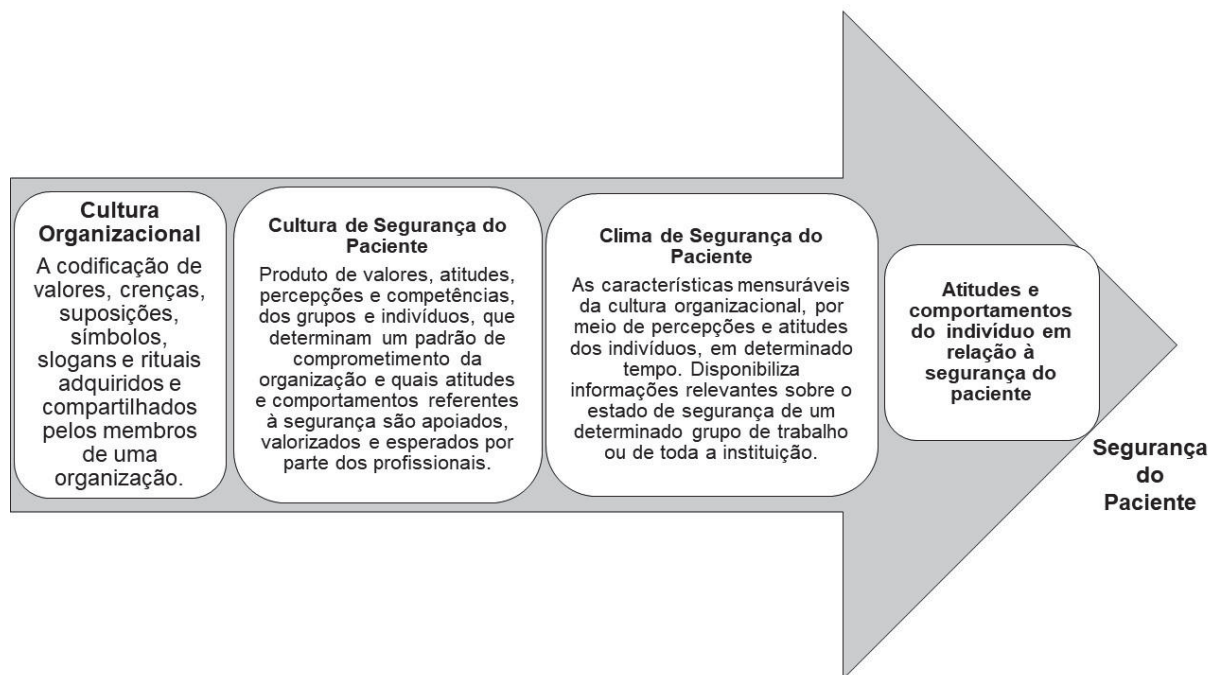 Cultura
Organizacional
A codificação de
valores, crenças,
suposições,
símbolos,
slogans e rituais
adquiridos e
compartilhados
pelos membros
de uma
organização.
Cultura de Segurança do
Paciente
Produto de valores, atitudes,
percepções e competências,
dos grupos e indivíduos, que
determinam um padrão de
comprometimento da
organização e quais atitudes
e comportamentos referentes
à segurança são apoiados,
valorizados e esperados por
parte dos profissionais.
Clima de Segurança do
Paciente
As características mensuráveis
da cultura organizacional, por
meio de percepções e atitudes
dos indivíduos, em determinado
tempo. Disponibiliza
informações relevantes sobre o
estado de segurança de um
determinado grupo de trabalho
ou de toda a instituição.
Atitudes e
comportamentos
do indivíduo em
relação à
segurança do
paciente
Segurança
do
Paciente